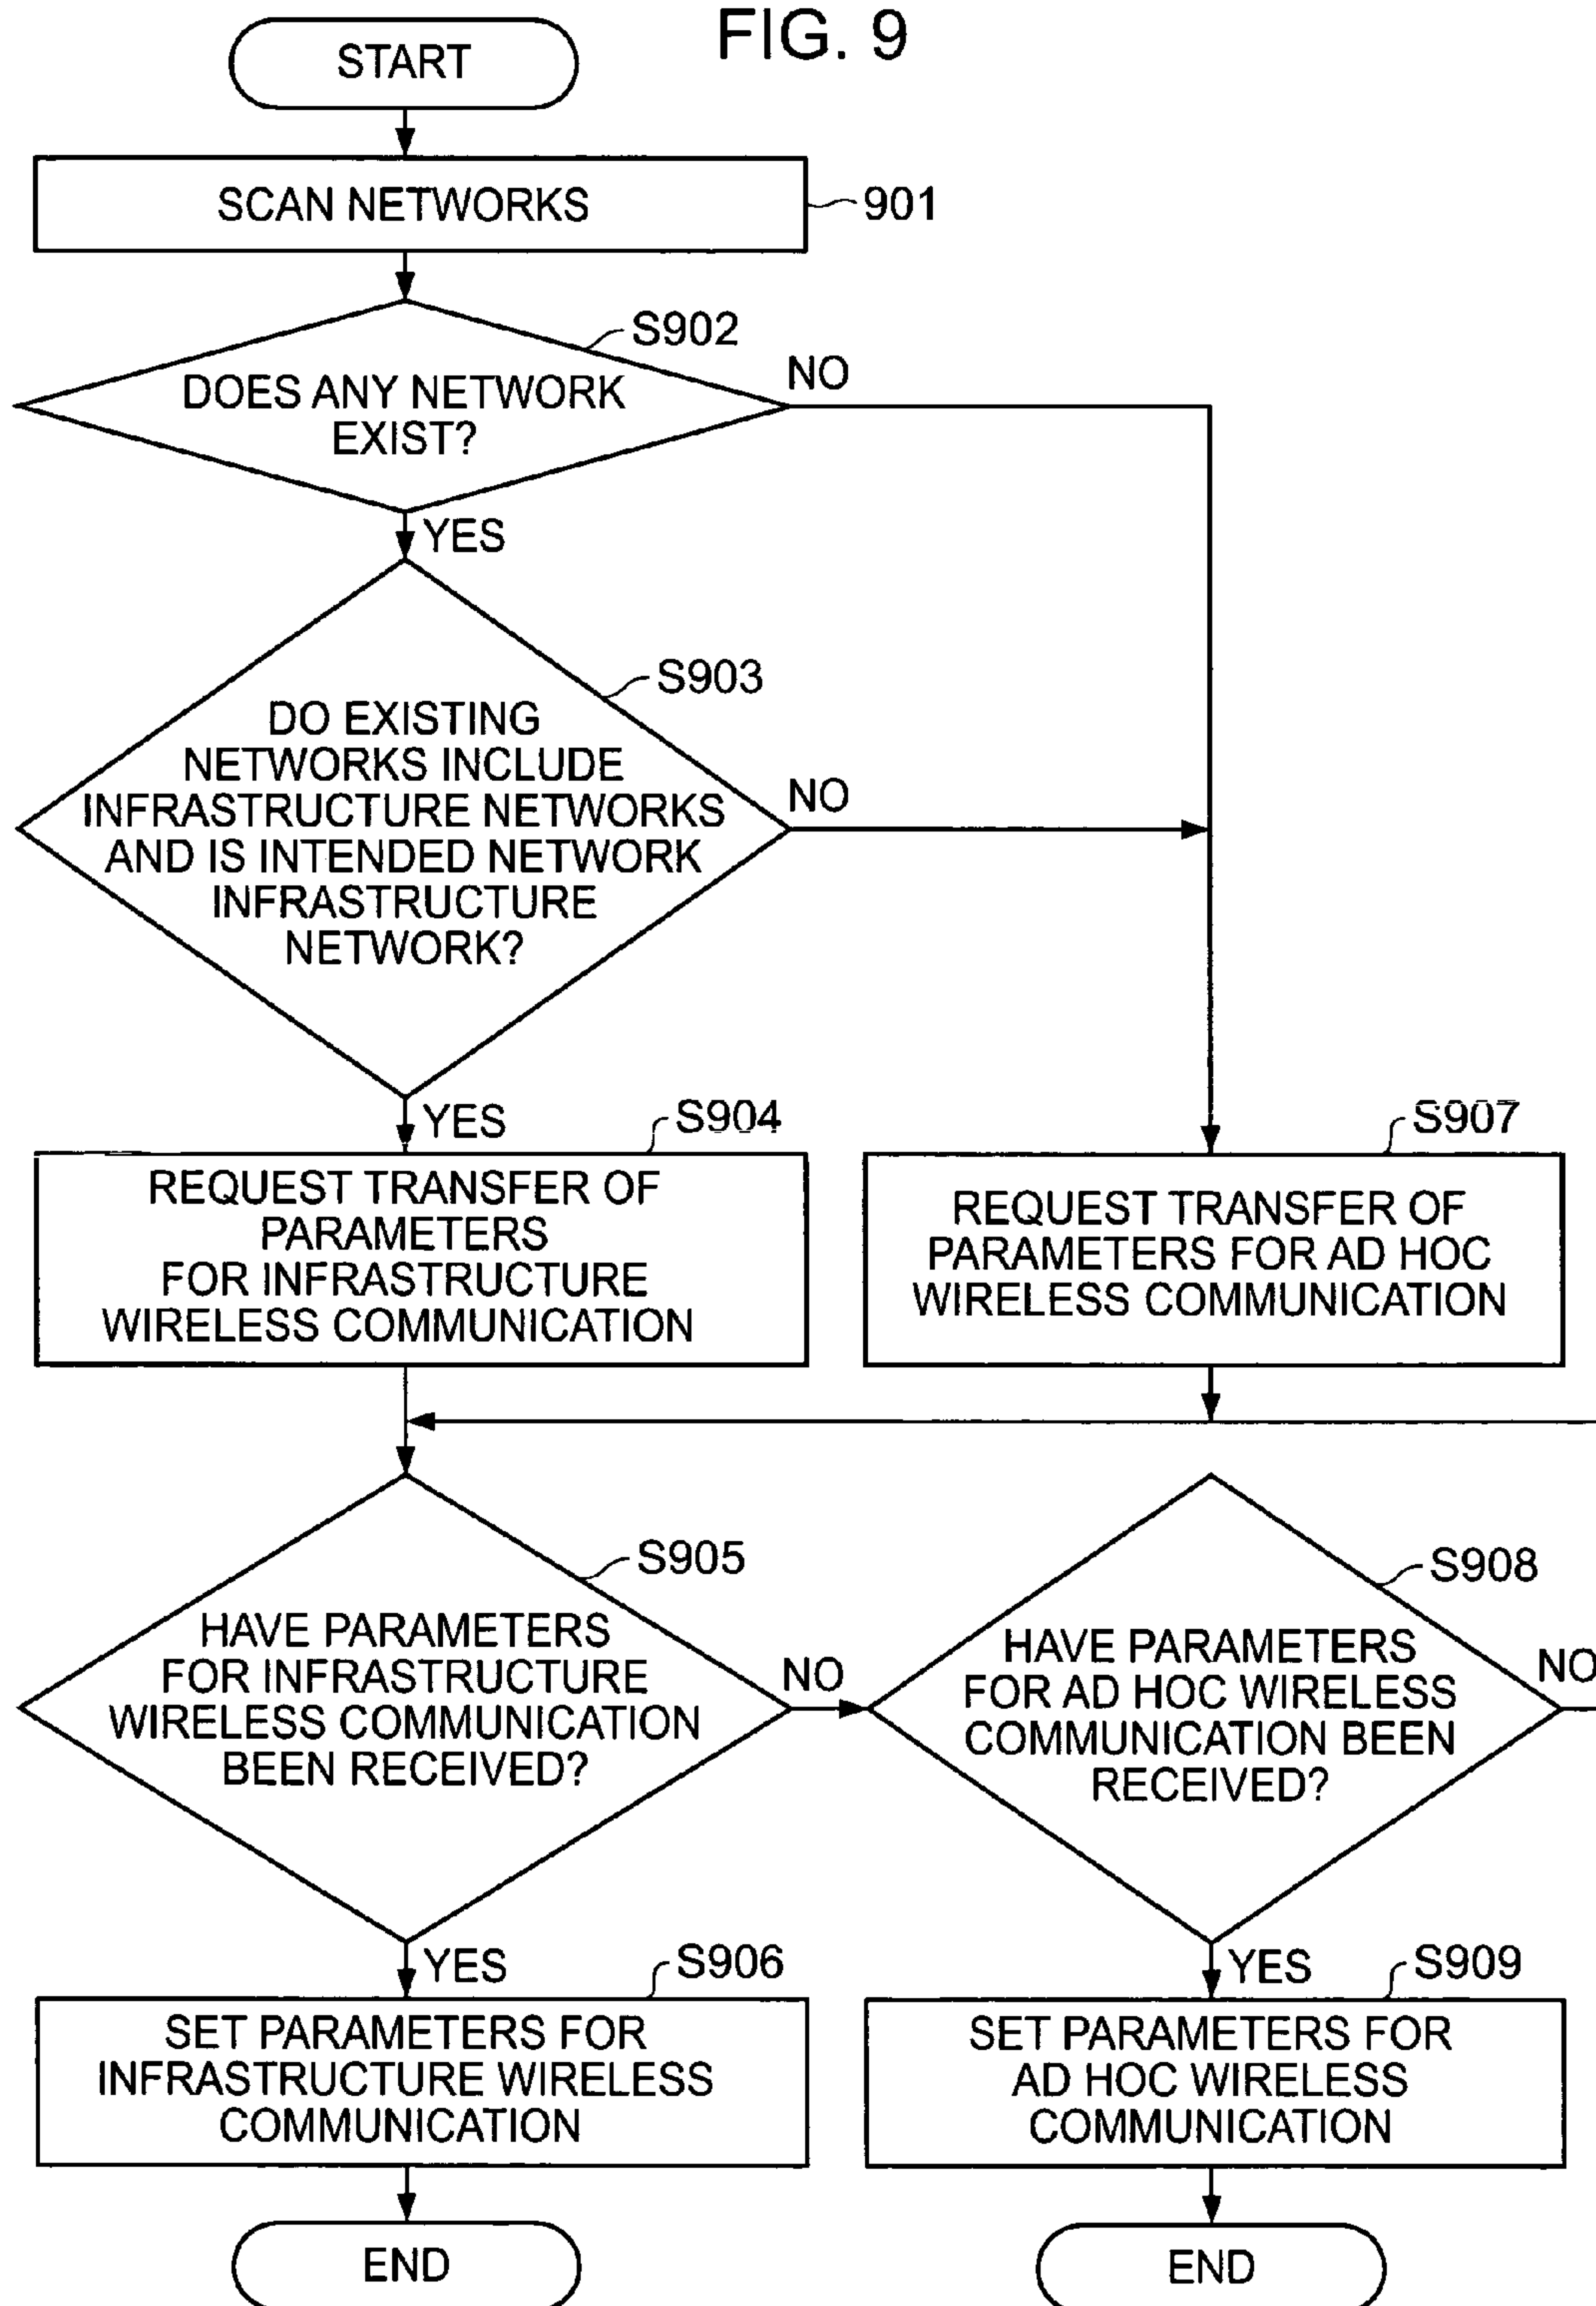 FIG. 9
START
SCAN NETWORKS
901
S902
DOES ANY NETWORK
EXIST?
NO
YES
S903
DO EXISTING
NETWORKS INCLUDE
INFRASTRUCTURE NETWORKS
AND IS INTENDED NETWORK
INFRASTRUCTURE
NETWORK?
NO
YES
S904
REQUEST TRANSFER OF
PARAMETERS
FOR INFRASTRUCTURE
WIRELESS COMMUNICATION
S907
REQUEST TRANSFER OF
PARAMETERS FOR AD HOC
WIRELESS COMMUNICATION
S905
HAVE PARAMETERS
FOR INFRASTRUCTURE
WIRELESS COMMUNICATION
BEEN RECEIVED?
NO
S908
HAVE PARAMETERS
FOR AD HOC WIRELESS
COMMUNICATION BEEN
RECEIVED?
NO
YES
S906
SET PARAMETERS FOR
INFRASTRUCTURE WIRELESS
COMMUNICATION
YES
S909
SET PARAMETERS FOR
AD HOC WIRELESS
COMMUNICATION
END
END